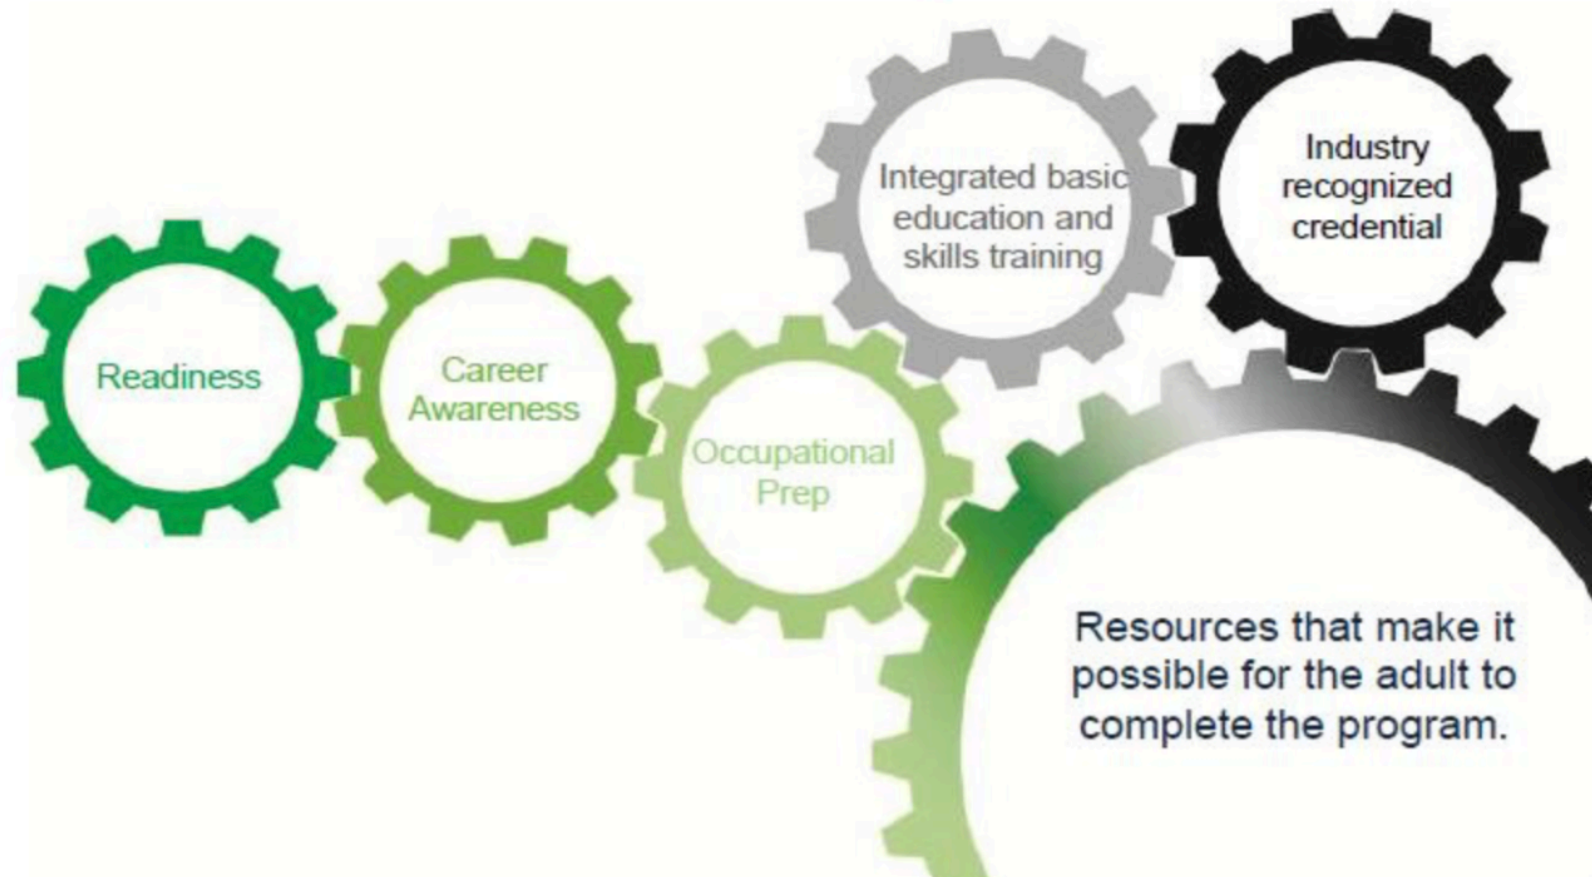 Readiness
Career
Awareness
Occupational
Prep
Integrated basic
education and
skills training
Industry
recognized
credential
Resources that make it
possible for the adult to
complete the program.